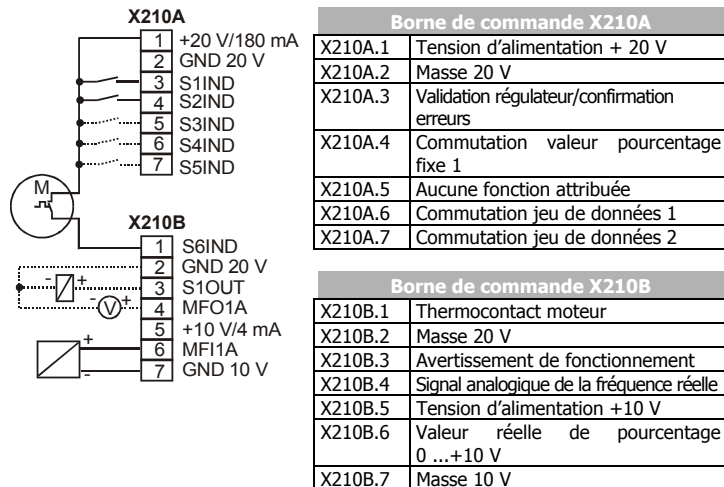 X210A
1 +20 V/180 mA
2 GND 20 V
3 S1IND
4 S2IND
5 S3IND
6 S4IND
7 S5IND
M
X210B
1 S6IND
2 GND 20 V
3 S1OUT
4 MFO1A
5 +10 V/4 mA
6 MFI1A
7 GND 10 V
- +
- V +
+
-
Borne de commande X210A
X210A.1 Tension d’alimentation + 20 V
X210A.2 Masse 20 V
X210A.3 Validation régulateur/confirmation
erreurs
X210A.4 Commutation valeur pourcentage
fixe 1
X210A.5 Aucune fonction attribuée
X210A.6 Commutation jeu de données 1
X210A.7 Commutation jeu de données 2
Borne de commande X210B
X210B.1 Thermocontact moteur
X210B.2 Masse 20 V
X210B.3 Avertissement de fonctionnement
X210B.4 Signal analogique de la fréquence réelle
X210B.5 Tension d’alimentation +10 V
X210B.6 Valeur réelle de pourcentage
0 ...+10 V
X210B.7 Masse 10 V